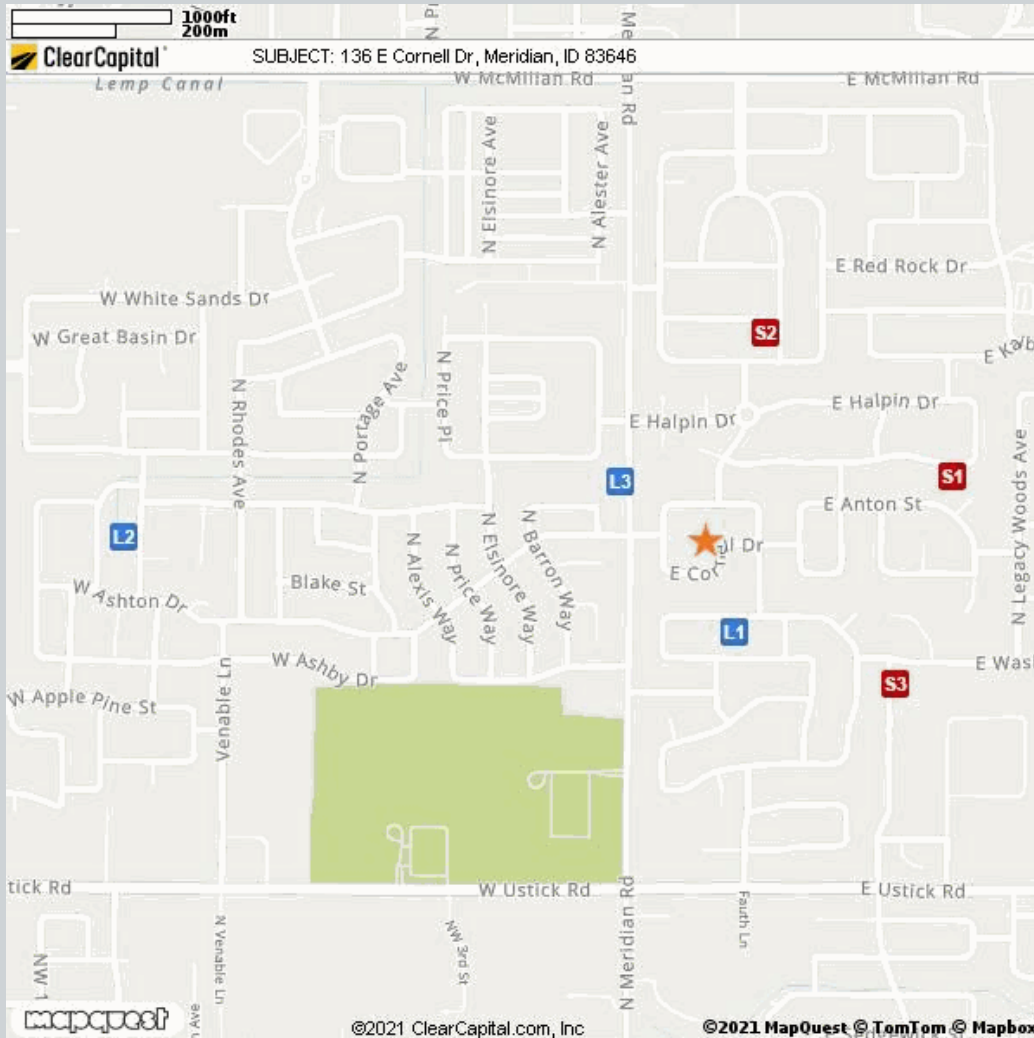 1000ft
200m
ClearCapital
SUBJECT: 136 E Cornell Dr, Meridian, ID 83646
W McMillan Rd
E McMillan Rd
Lemp Canal
N Elsinore Ave
N Alester Ave
E Red Rock Dr
W White Sands Dr
W Great Basin Dr
S2
N Rhodes Ave
N Portage Ave
N Price Pl
E Halpin Dr
E Halpin Dr
L3
S1
N Legacy Woods Ave
E Anton St
L2
Blake St
N Alexis Way
N Price Way
N Elsinore Way
N Barron Way
W Ashton Dr
L1
W Ashby Dr
S3
N Apple Pine St
Venable Ln
W Ustick Rd
E Ustick Rd
N Meridian Rd
Fauth Ln
N Venable Ln
NW 3rd St
mapquest
©2021 ClearCapital.com, Inc
©2021 MapQuest © TomTom © Mapbox